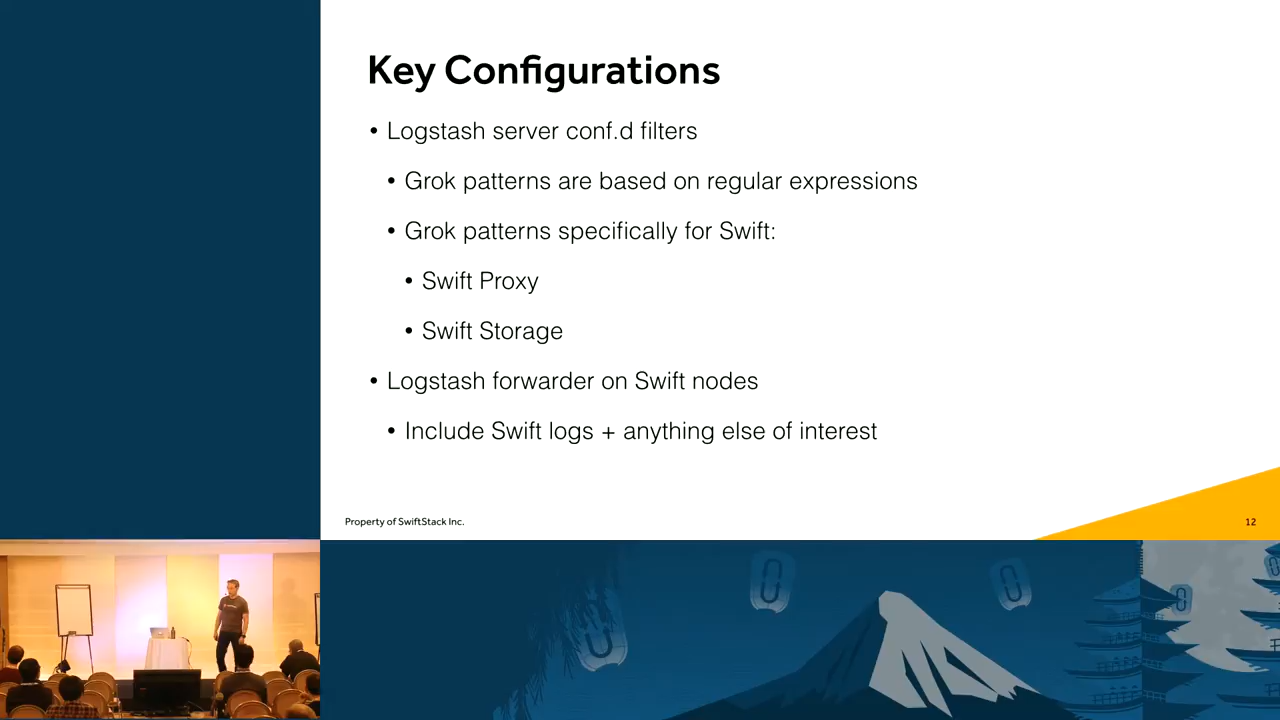 Key Configurations
• Logstash server conf.d filters
• Grok patterns are based on regular expressions
• Grok patterns specifically for Swift:
• Swift Proxy
• Swift Storage
• Logstash forwarder on Swift nodes
• Include Swift logs + anything else of interest
Property of SwiftStack Inc.
12